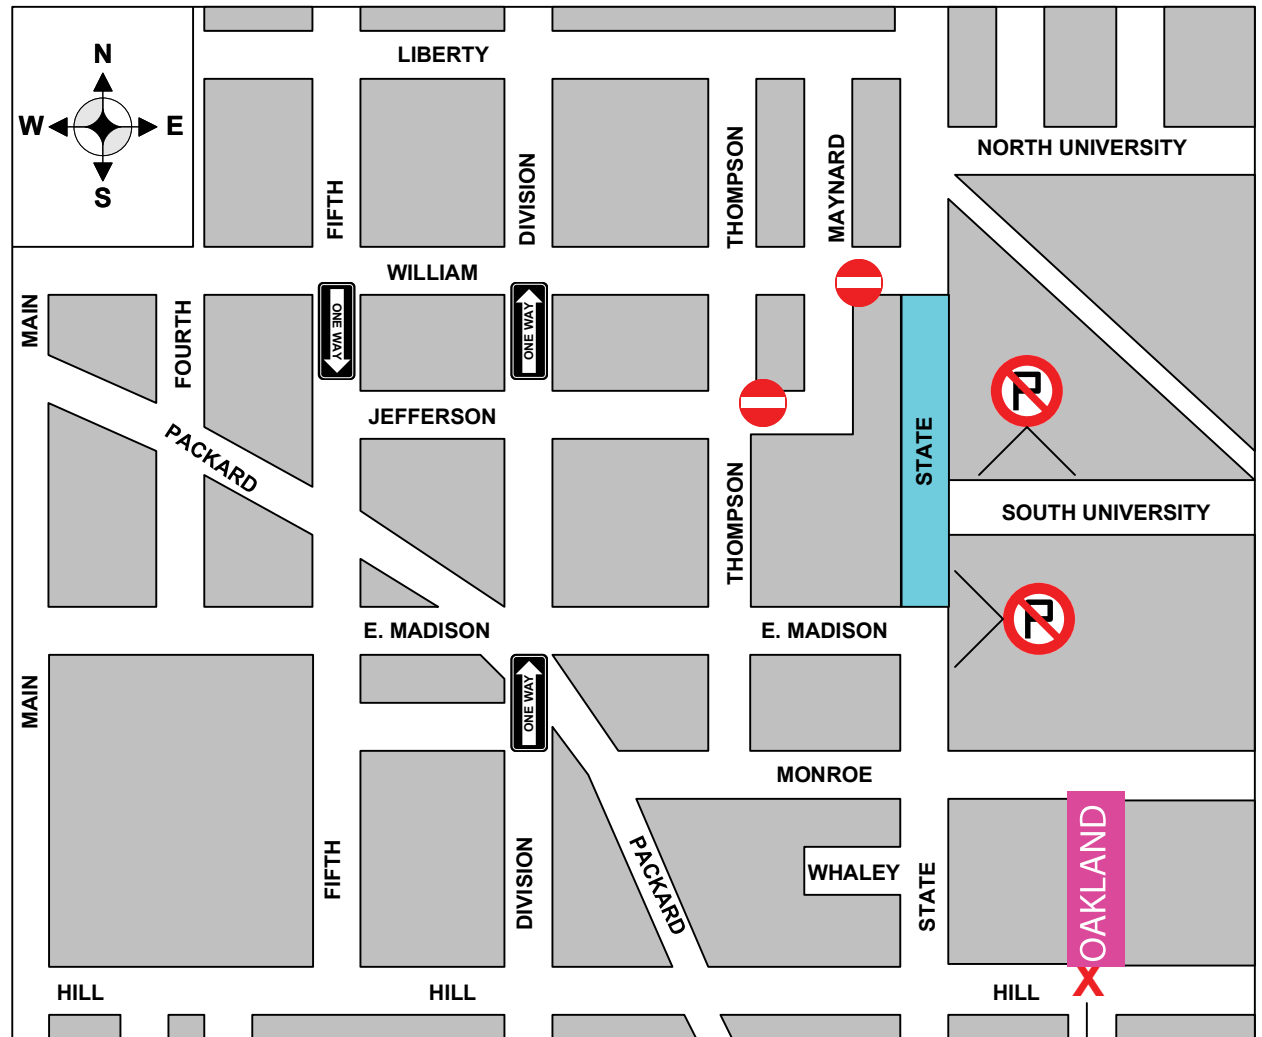 LIBERTY
N
W
E
S
NORTH UNIVERSITY
FIFTH
DIVISION
THOMPSON
MAYNARD
WILLIAM
MAIN
FOURTH
ONE WAY
ONE WAY
P
JEFFERSON
PACKARD
STATE
THOMPSON
SOUTH UNIVERSITY
E. MADISON
E. MADISON
P
MAIN
ONE WAY
MONROE
FIFTH
DIVISION
PACKARD
WHALEY
STATE
OAKLAND
HILL
HILL
HILL
X